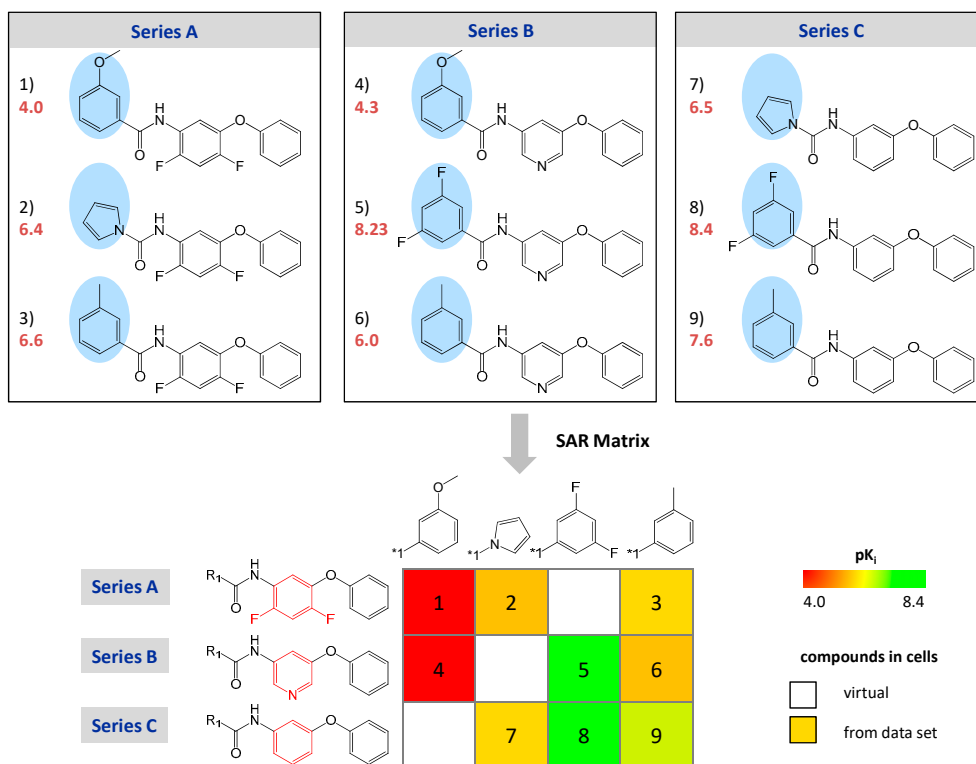 Series A
Series B
Series C
1)
4.0
O
H
N
O
O
F
F
2)
6.4
N
H
N
O
O
F
F
3)
6.6
H
N
O
O
F
F
4)
4.3
O
H
N
O
O
N
5)
8.23
F
F
H
N
O
O
N
6)
6.0
H
N
O
O
N
7)
6.5
N
H
N
O
O
8)
8.4
F
F
H
N
O
O
9)
7.6
H
N
O
O
SAR Matrix
O
*1
*1 N
F
*1 F
*1
Series A
R1
H
N
O
O
F
F
1 2 3
Series B
R1
H
N
O
O
N
4 5 6
Series C
R1
H
N
O
O
7 8 9
pKi
4.0 8.4
compounds in cells
virtual
from data set